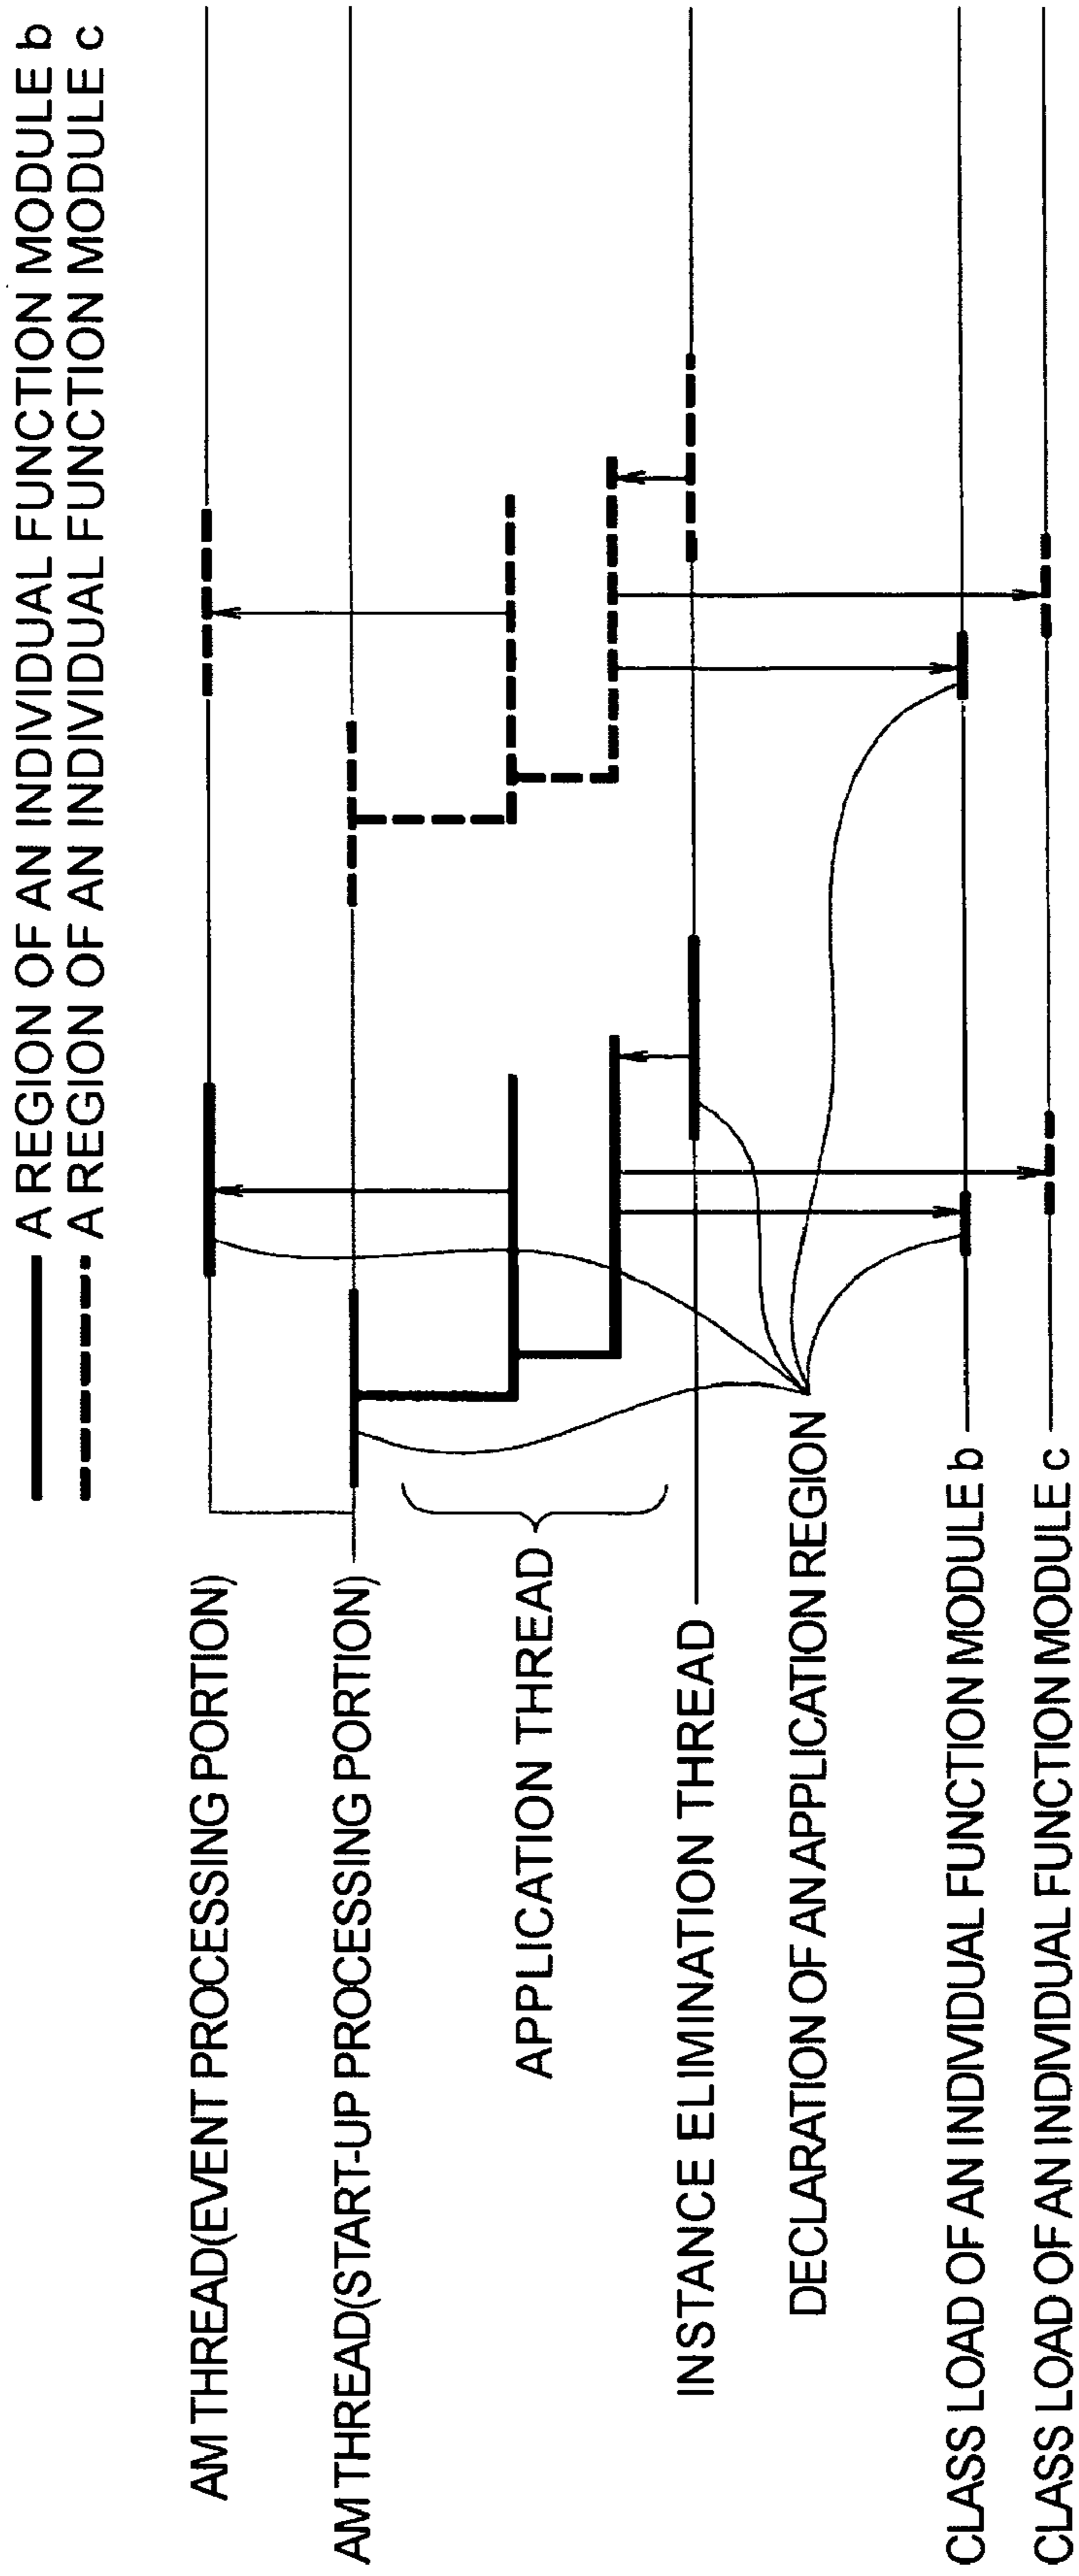 A REGION OF AN INDIVIDUAL FUNCTION MODULE b
A REGION OF AN INDIVIDUAL FUNCTION MODULE c
AM THREAD(EVENT PROCESSING PORTION)
AM THREAD(START-UP PROCESSING PORTION)
APPLICATION THREAD
INSTANCE ELIMINATION THREAD
DECLARATION OF AN APPLICATION REGION
CLASS LOAD OF AN INDIVIDUAL FUNCTION MODULE b
CLASS LOAD OF AN INDIVIDUAL FUNCTION MODULE c